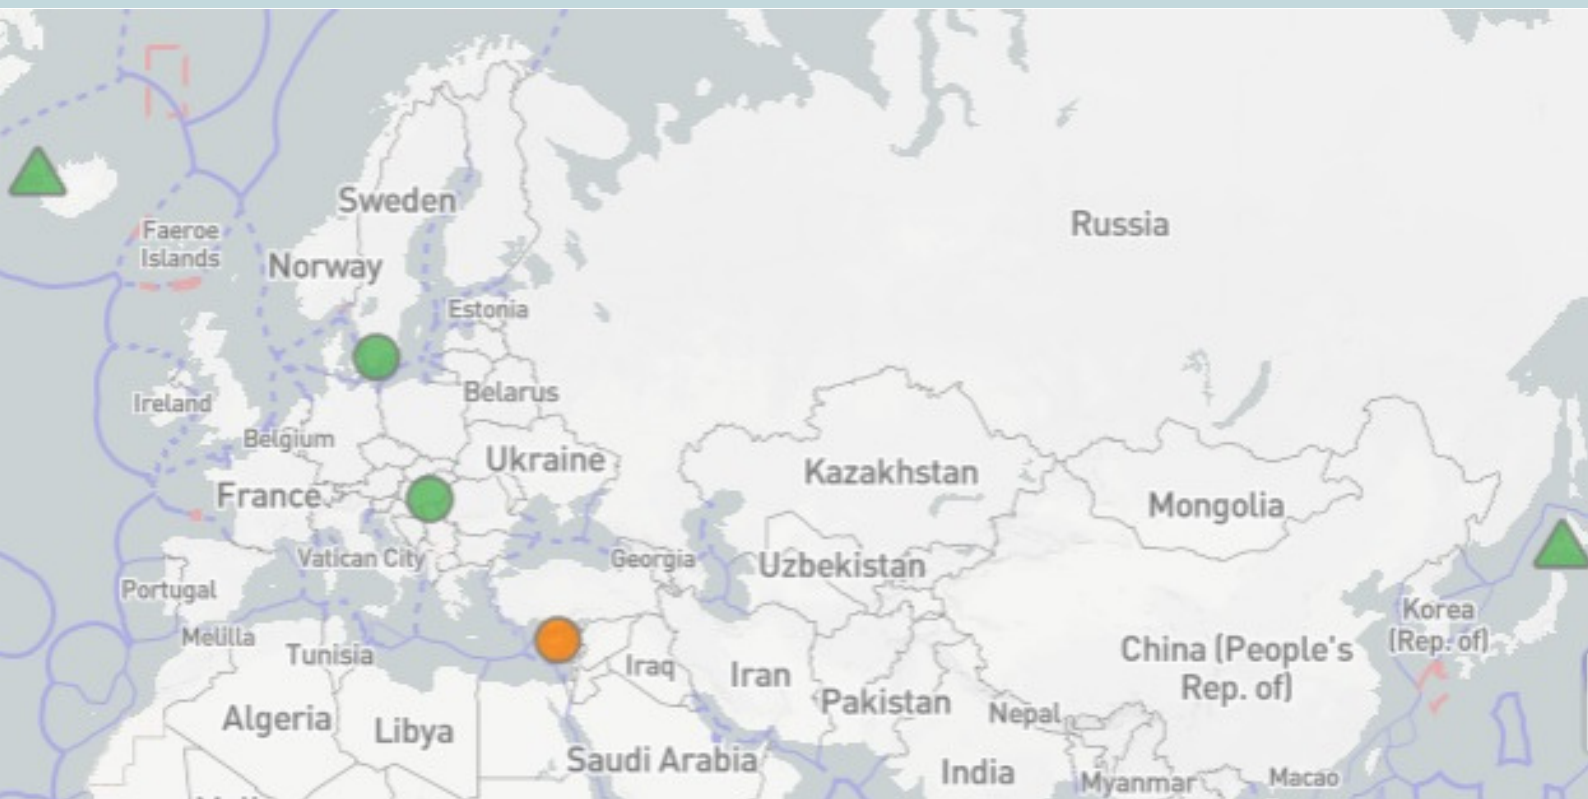 Sweden
Russia
Faeroe
Islands
Norway
Estonia
Belarus
Ireland
Belgium
Ukraine
Kazakhstan
France
Mongolia
Vatican City
Georgia
Uzbekistan
Portugal
Korea
(Rep. of)
Melilla
Tunisia
China (People's
Rep. of)
Iraq
Iran
Pakistan
Nepal
Algeria
Libya
Saudi Arabia
India
Myanmar
Macao